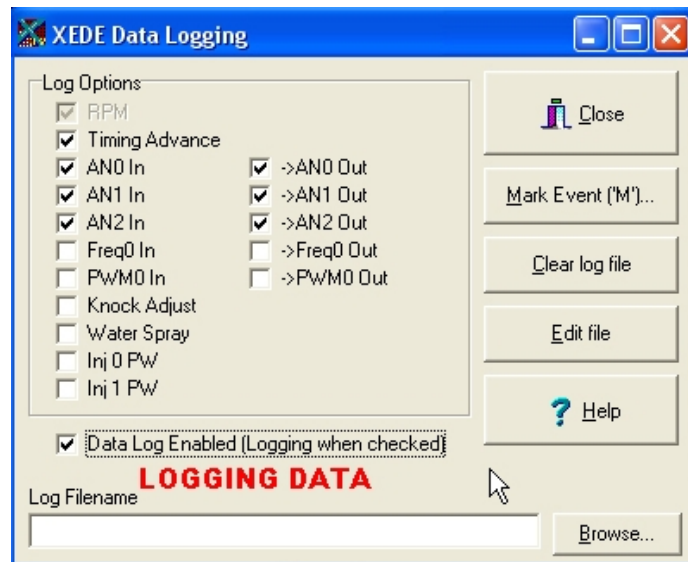 XEDE Data Logging
Log Options
RPM
Timing Advance
AN0 In ->AN0 Out
AN1 In ->AN1 Out
AN2 In ->AN2 Out
Freq0 In ->Freq0 Out
PWM0 In ->PWM0 Out
Knock Adjust
Water Spray
Inj 0 PW
Inj 1 PW
Close
Mark Event ('M')...
Clear log file
Edit file
? Help
Data Log Enabled (Logging when checked)
LOGGING DATA
Log Filename
Browse...